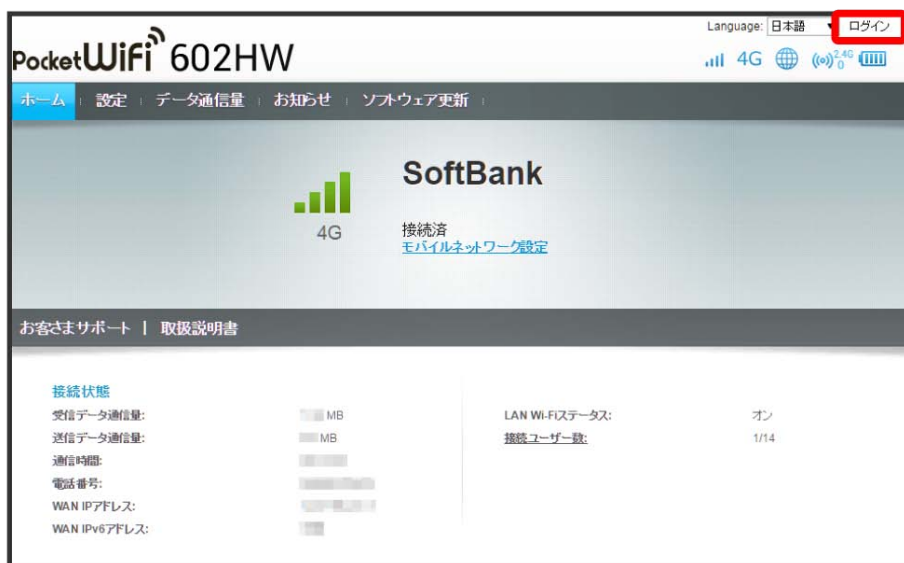 Language: 日本語 ログイン
PocketWiFi 602HW
4G 2.4G 0
ホーム 設定 データ通信量 お知らせ ソフトウェア更新
SoftBank
4G
接続済
モバイルネットワーク設定
お客さまサポート | 取扱説明書
接続状態
受信データ通信量: MB
送信データ通信量: MB
通信時間:
電話番号:
WAN IPアドレス:
WAN IPv6アドレス:
LAN Wi-Fiステータス: オン
接続ユーザー数: 1/14